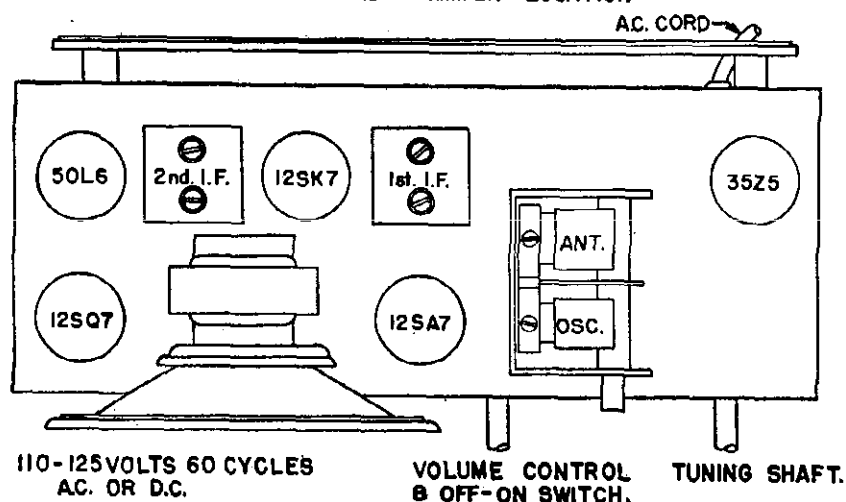 LOCATION
A.C. CORD
50L6
2nd. I.F.
12SK7
1st. I.F.
35Z5
ANT.
12SQ7
12SA7
OSC.
110-125 VOLTS 60 CYCLES
A.C. OR D.C.
VOLUME CONTROL
& OFF-ON SWITCH.
TUNING SHAFT.